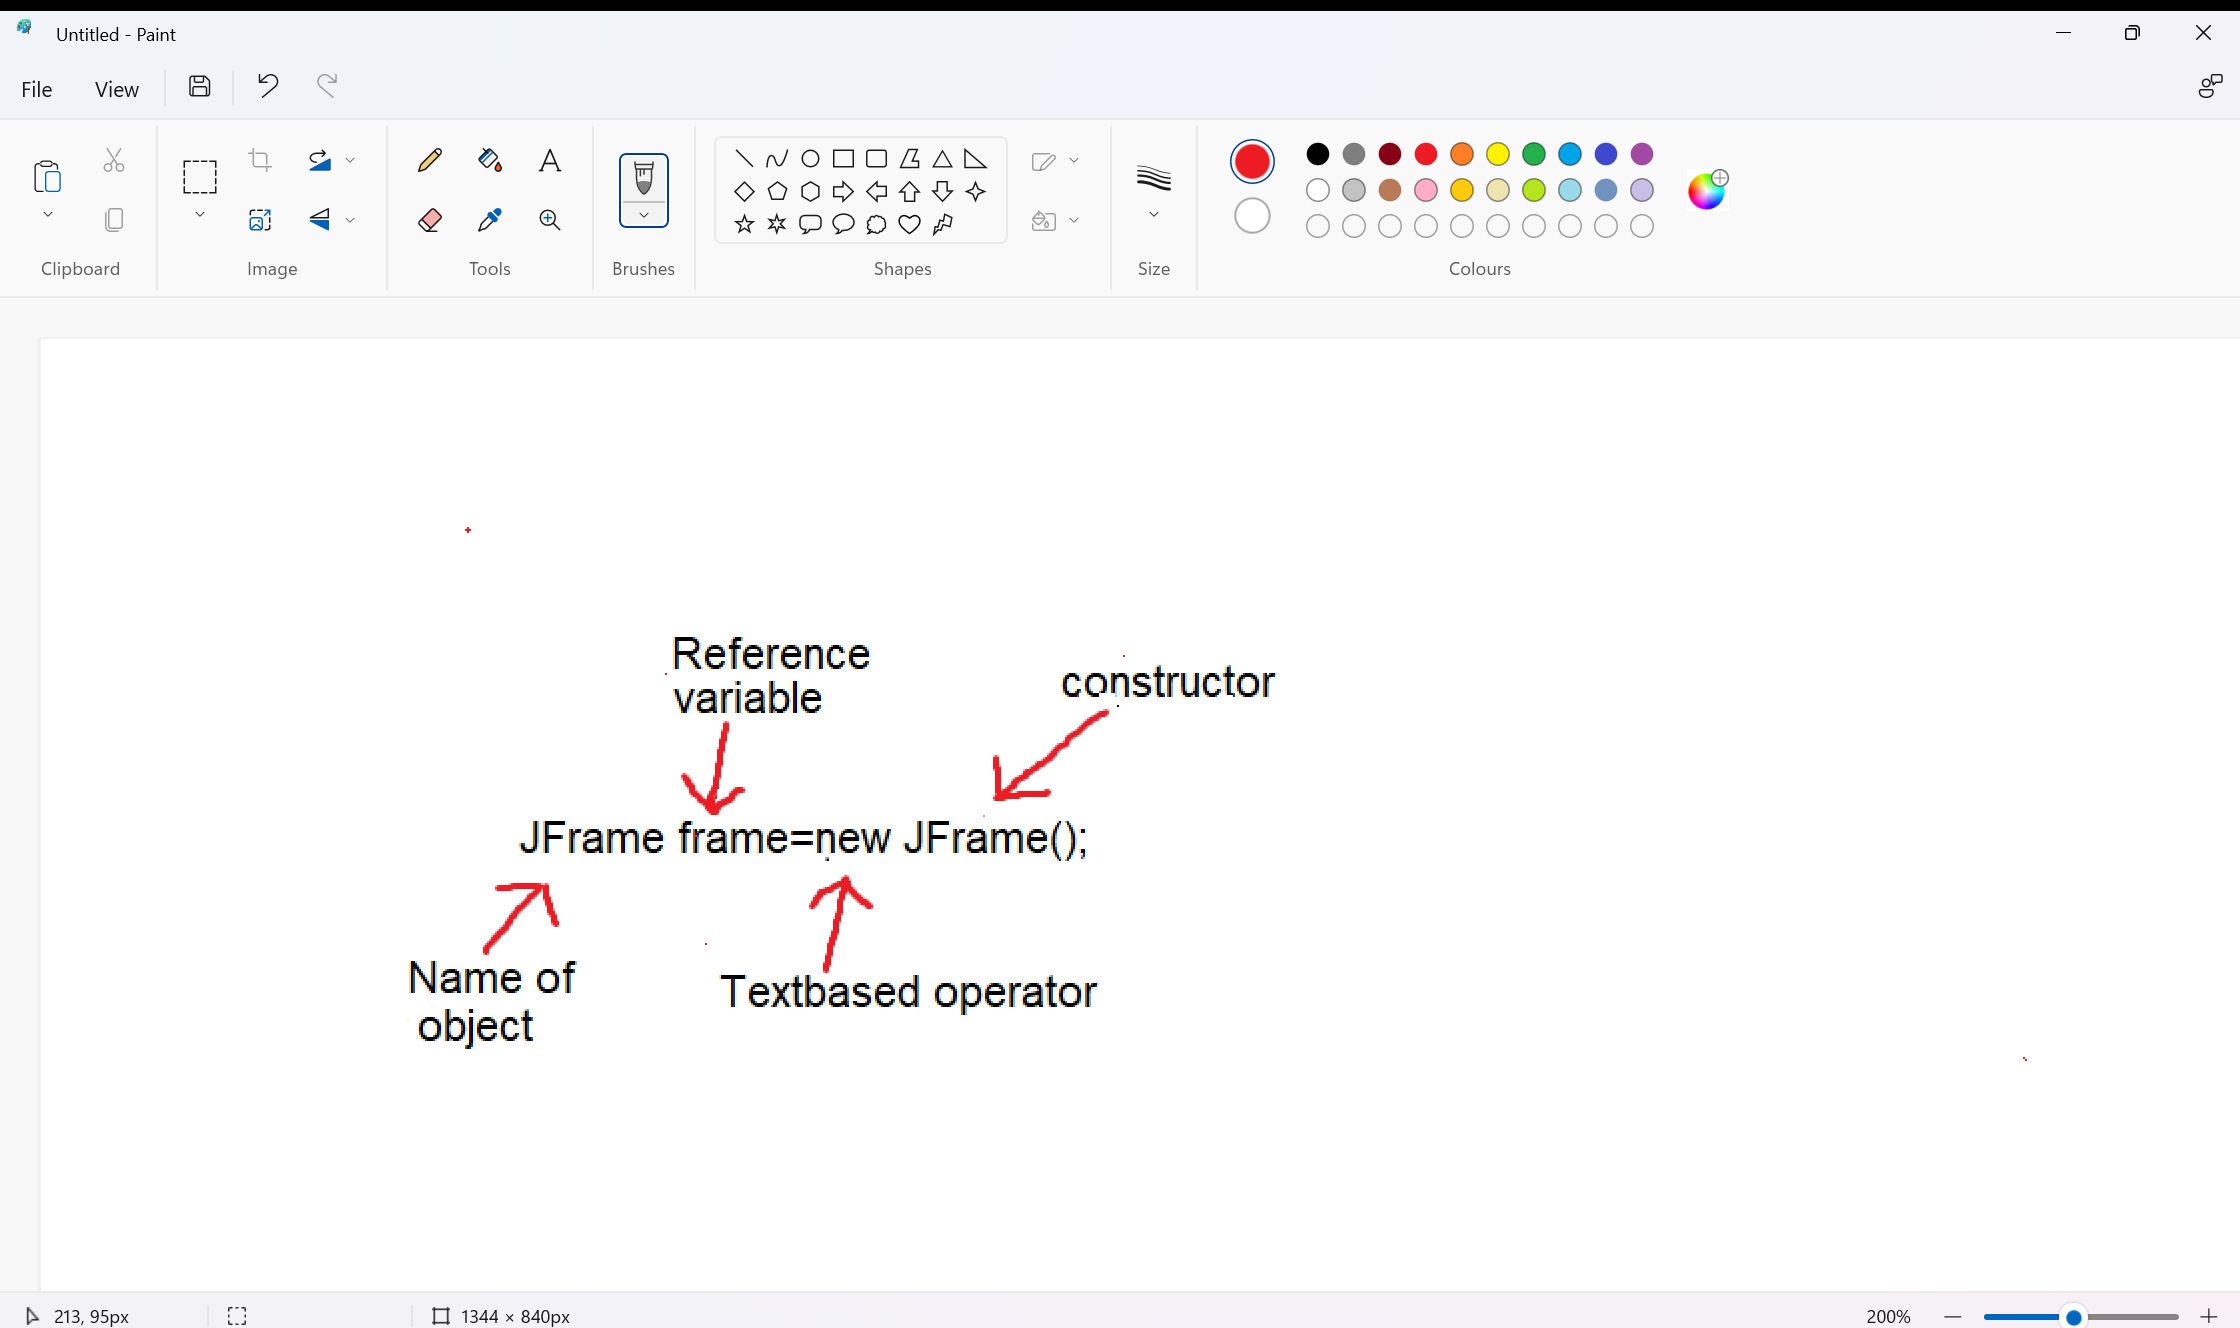 Untitled - Paint
File View
Clipboard Image Tools Brushes Shapes Size Colours
Reference
variable
constructor
JFrame frame=new JFrame();
Name of
object
Textbased operator
213, 95px 1344 × 840px 200%